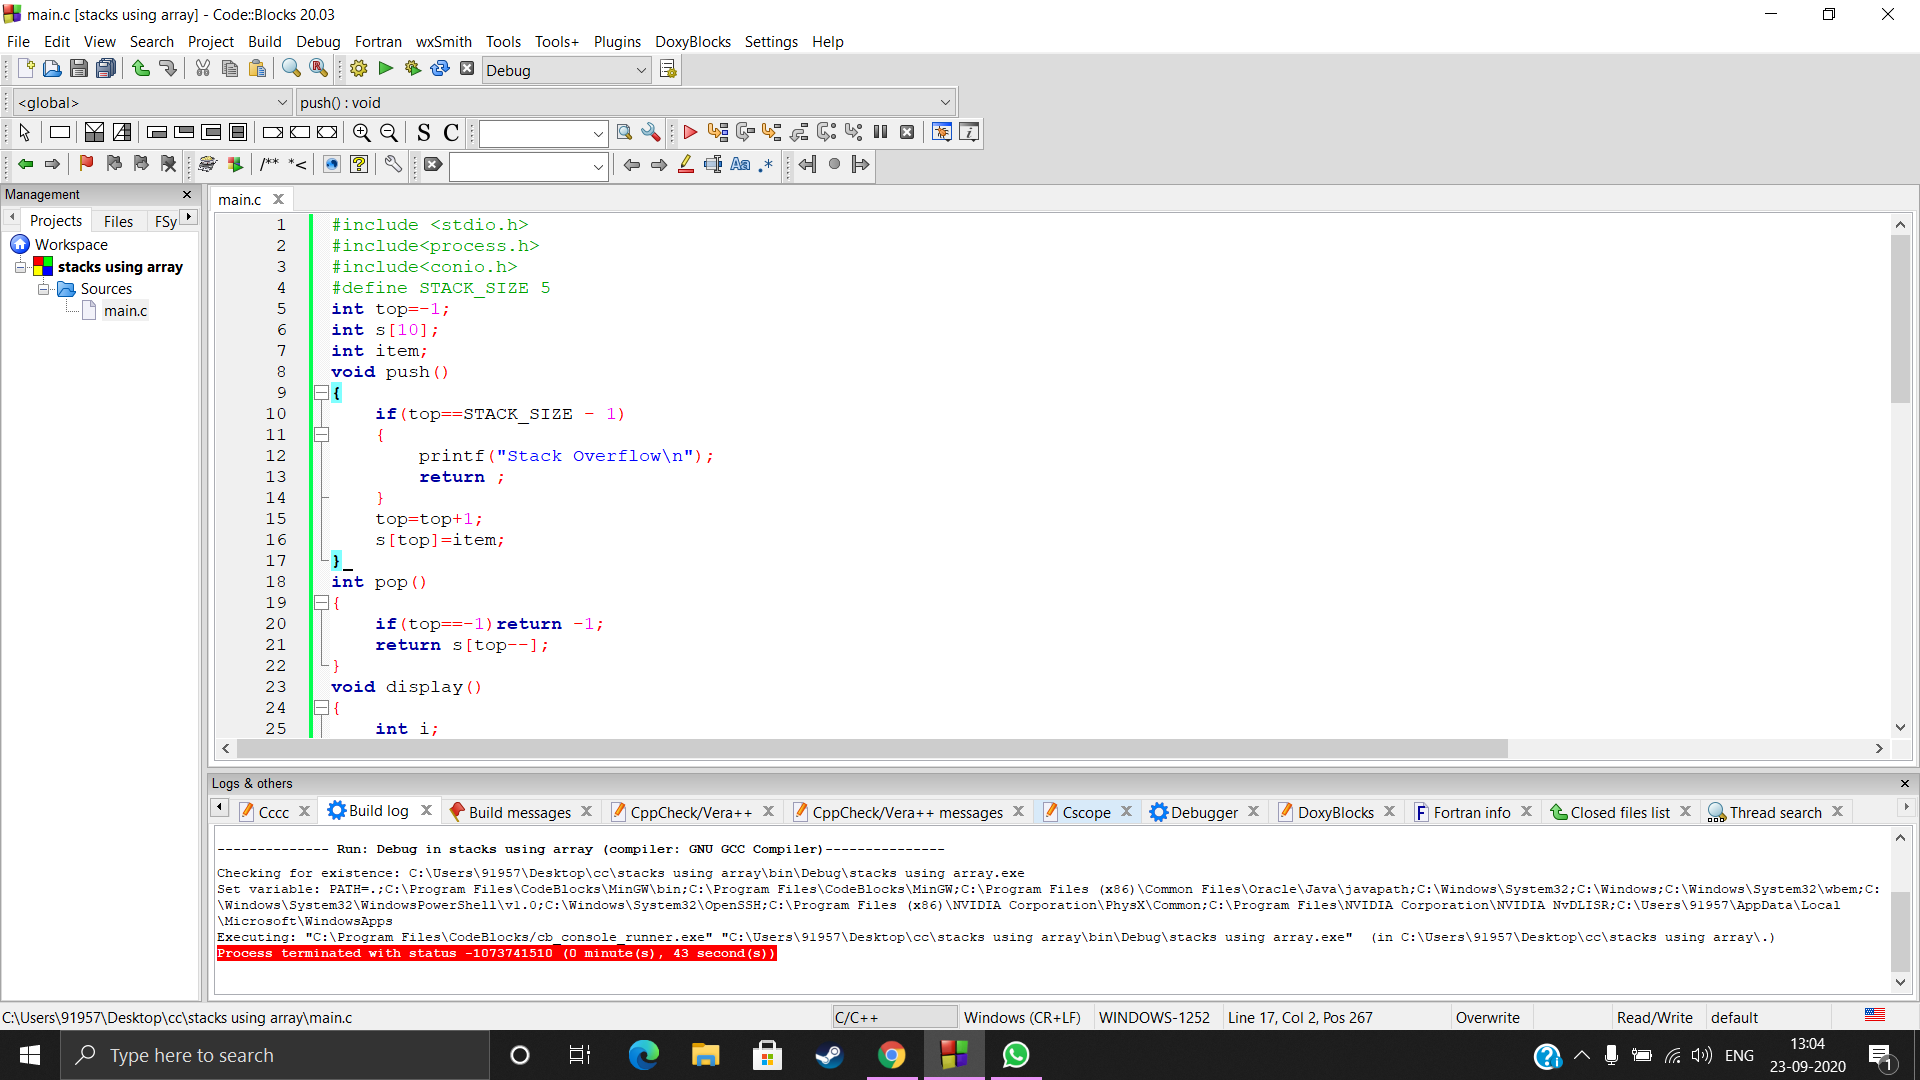 main.c [stacks using array] - Code::Blocks 20.03
File Edit View Search Project Build Debug Fortran wxSmith Tools Tools+ Plugins DoxyBlocks Settings Help
Debug
<global> push() : void
S C
/** *<
Aa .*
Management
Projects Files FSy
Workspace
stacks using array
Sources
main.c
main.c
1 #include <stdio.h>
2 #include<process.h>
3 #include<conio.h>
4 #define STACK_SIZE 5
5 int top=-1;
6 int s[10];
7 int item;
8 void push()
9 {
10 if(top==STACK_SIZE - 1)
11 {
12 printf("Stack Overflow\n");
13 return ;
14 }
15 top=top+1;
16 s[top]=item;
17 }
18 int pop()
19 {
20 if(top==-1)return -1;
21 return s[top--];
22 }
23 void display()
24 {
25 int i;
Logs & others
Cccc Build log Build messages CppCheck/Vera++ CppCheck/Vera++ messages Cscope Debugger DoxyBlocks Fortran info Closed files list Thread search
-------------- Run: Debug in stacks using array (compiler: GNU GCC Compiler)---------------
Checking for existence: C:\Users\91957\Desktop\cc\stacks using array\bin\Debug\stacks using array.exe
Set variable: PATH=.;C:\Program Files\CodeBlocks\MinGW\bin;C:\Program Files\CodeBlocks\MinGW;C:\Program Files (x86)\Common Files\Oracle\Java\javapath;C:\Windows\System32;C:\Windows;C:\Windows\System32\wbem;C:
\Windows\System32\WindowsPowerShell\v1.0;C:\Windows\System32\OpenSSH;C:\Program Files (x86)\NVIDIA Corporation\PhysX\Common;C:\Program Files\NVIDIA Corporation\NVIDIA NvDLISR;C:\Users\91957\AppData\Local
\Microsoft\WindowsApps
Executing: "C:\Program Files\CodeBlocks/cb_console_runner.exe" "C:\Users\91957\Desktop\cc\stacks using array\bin\Debug\stacks using array.exe" (in C:\Users\91957\Desktop\cc\stacks using array\.)
Process terminated with status -1073741510 (0 minute(s), 43 second(s))
C:\Users\91957\Desktop\cc\stacks using array\main.c C/C++ Windows (CR+LF) WINDOWS-1252 Line 17, Col 2, Pos 267 Overwrite Read/Write default
Type here to search
ENG
13:04
23-09-2020
1